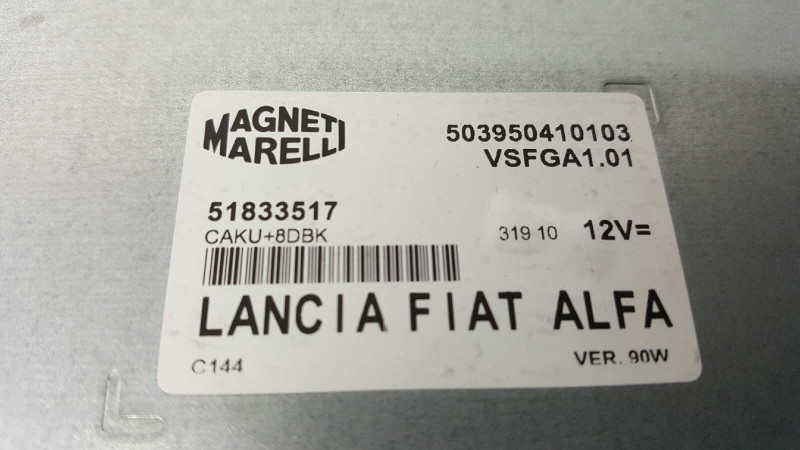 MAGNETI
MARELLI
503950410103
VSFGA1.01
51833517
CAKU+8DBK
319 10 12V=
LANCIA FIAT ALFA
C144
VER. 90W